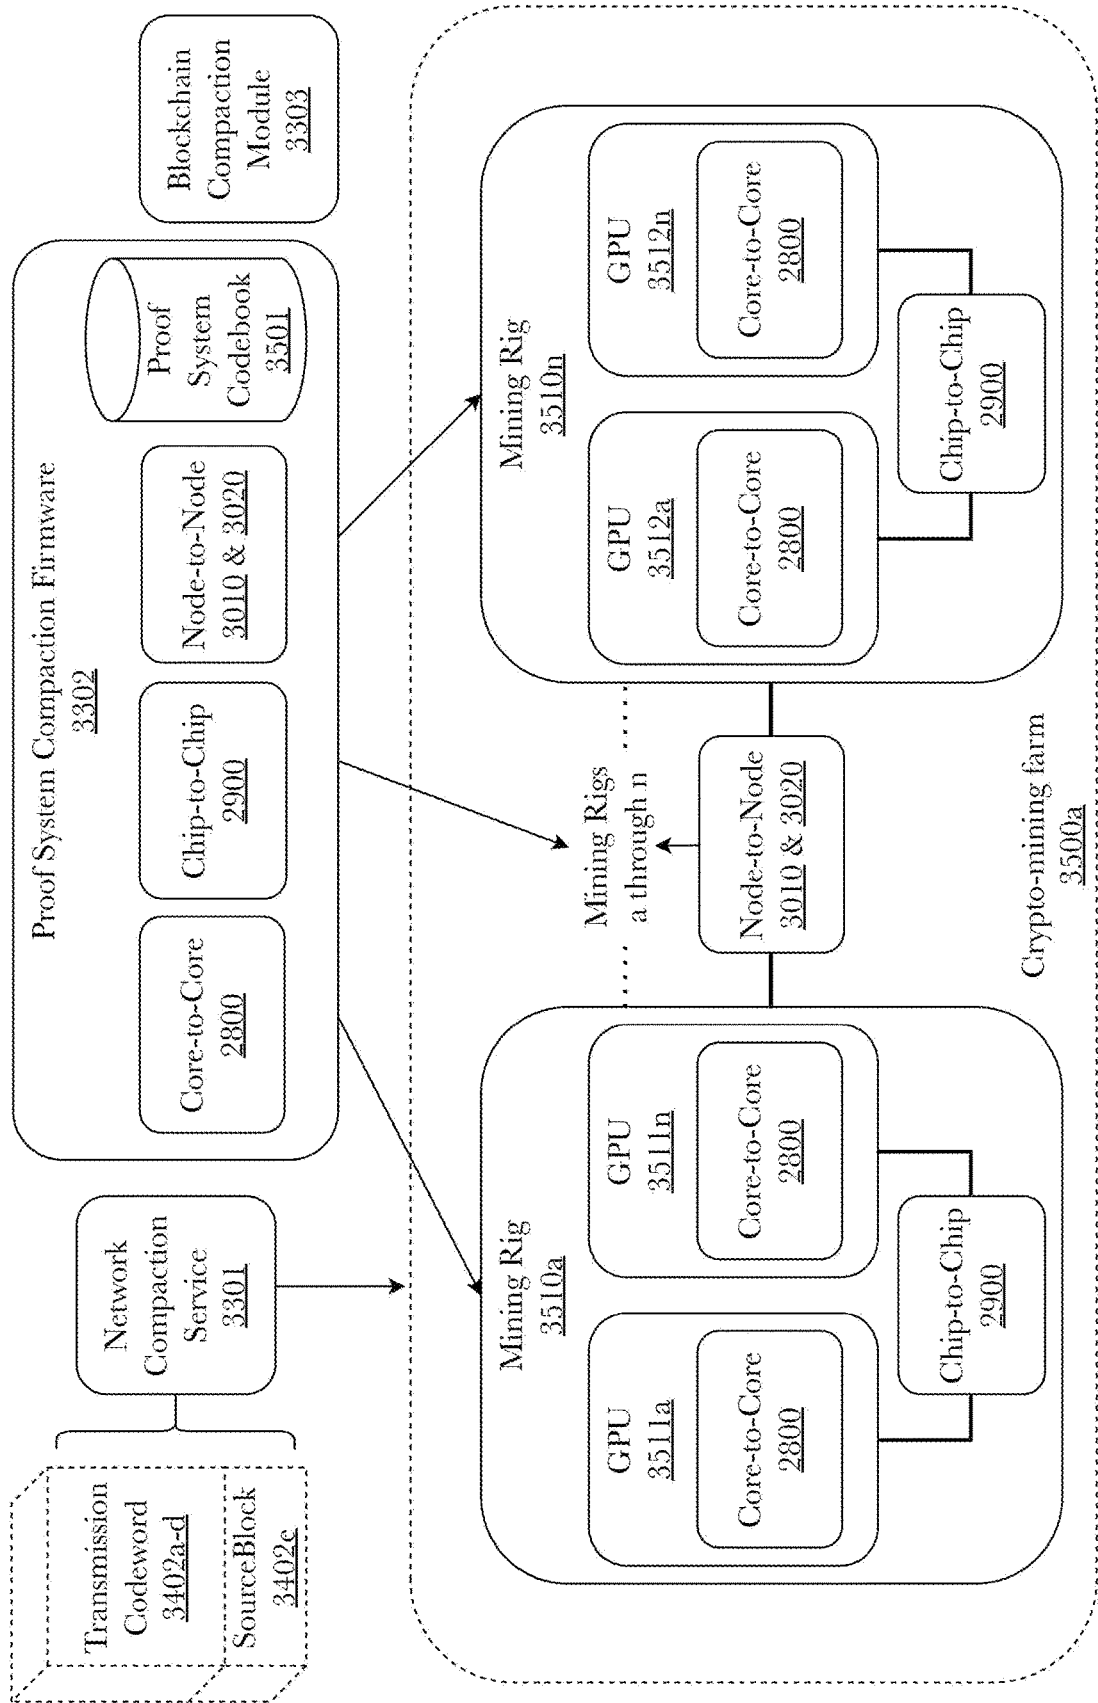 Transmission
Codeword
3402a-d
SourceBlock
3402e
Network
Compaction
Service
3301
Proof System Compaction Firmware
3302
Core-to-Core
2800
Chip-to-Chip
2900
Node-to-Node
3010 & 3020
Proof
System
Codebook
3501
Blockchain
Compaction
Module
3303
Mining Rig
3510a
GPU
3511a
Core-to-Core
2800
GPU
3511n
Core-to-Core
2800
Chip-to-Chip
2900
Mining Rigs
a through n
Node-to-Node
3010 & 3020
Mining Rig
3510n
GPU
3512a
Core-to-Core
2800
GPU
3512n
Core-to-Core
2800
Chip-to-Chip
2900
Crypto-mining farm
3500a